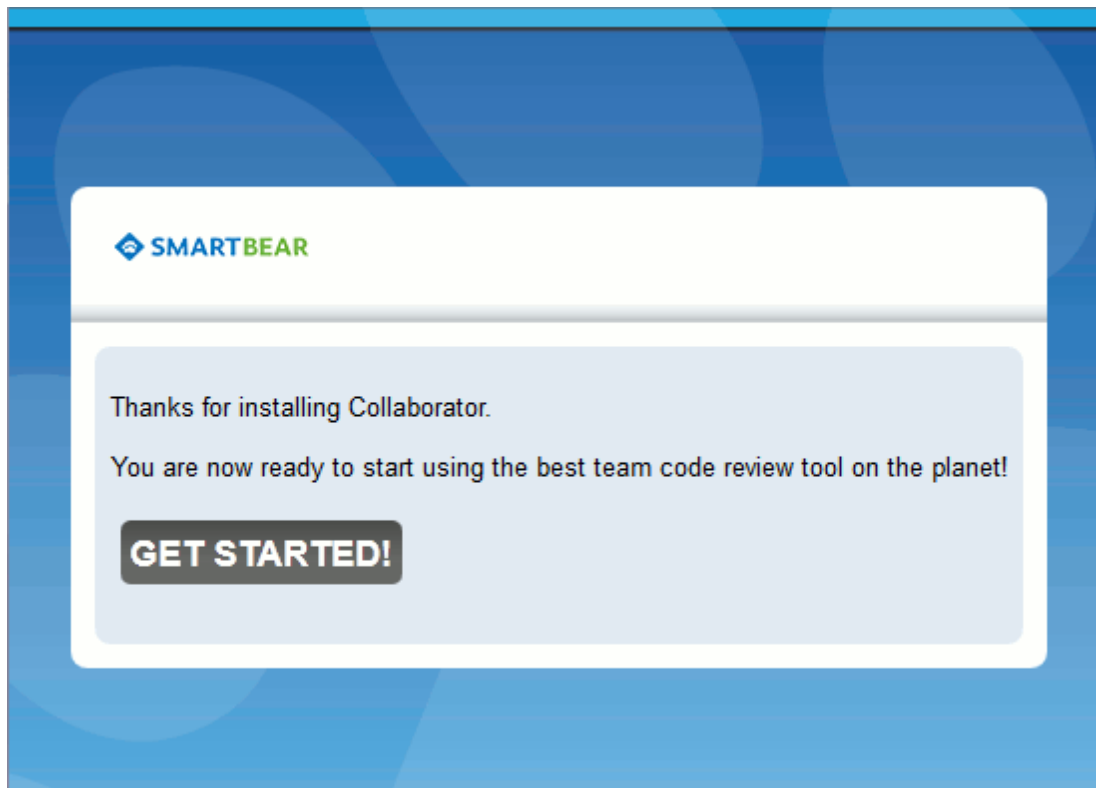 SMARTBEAR
Thanks for installing Collaborator.
You are now ready to start using the best team code review tool on the planet!
GET STARTED!